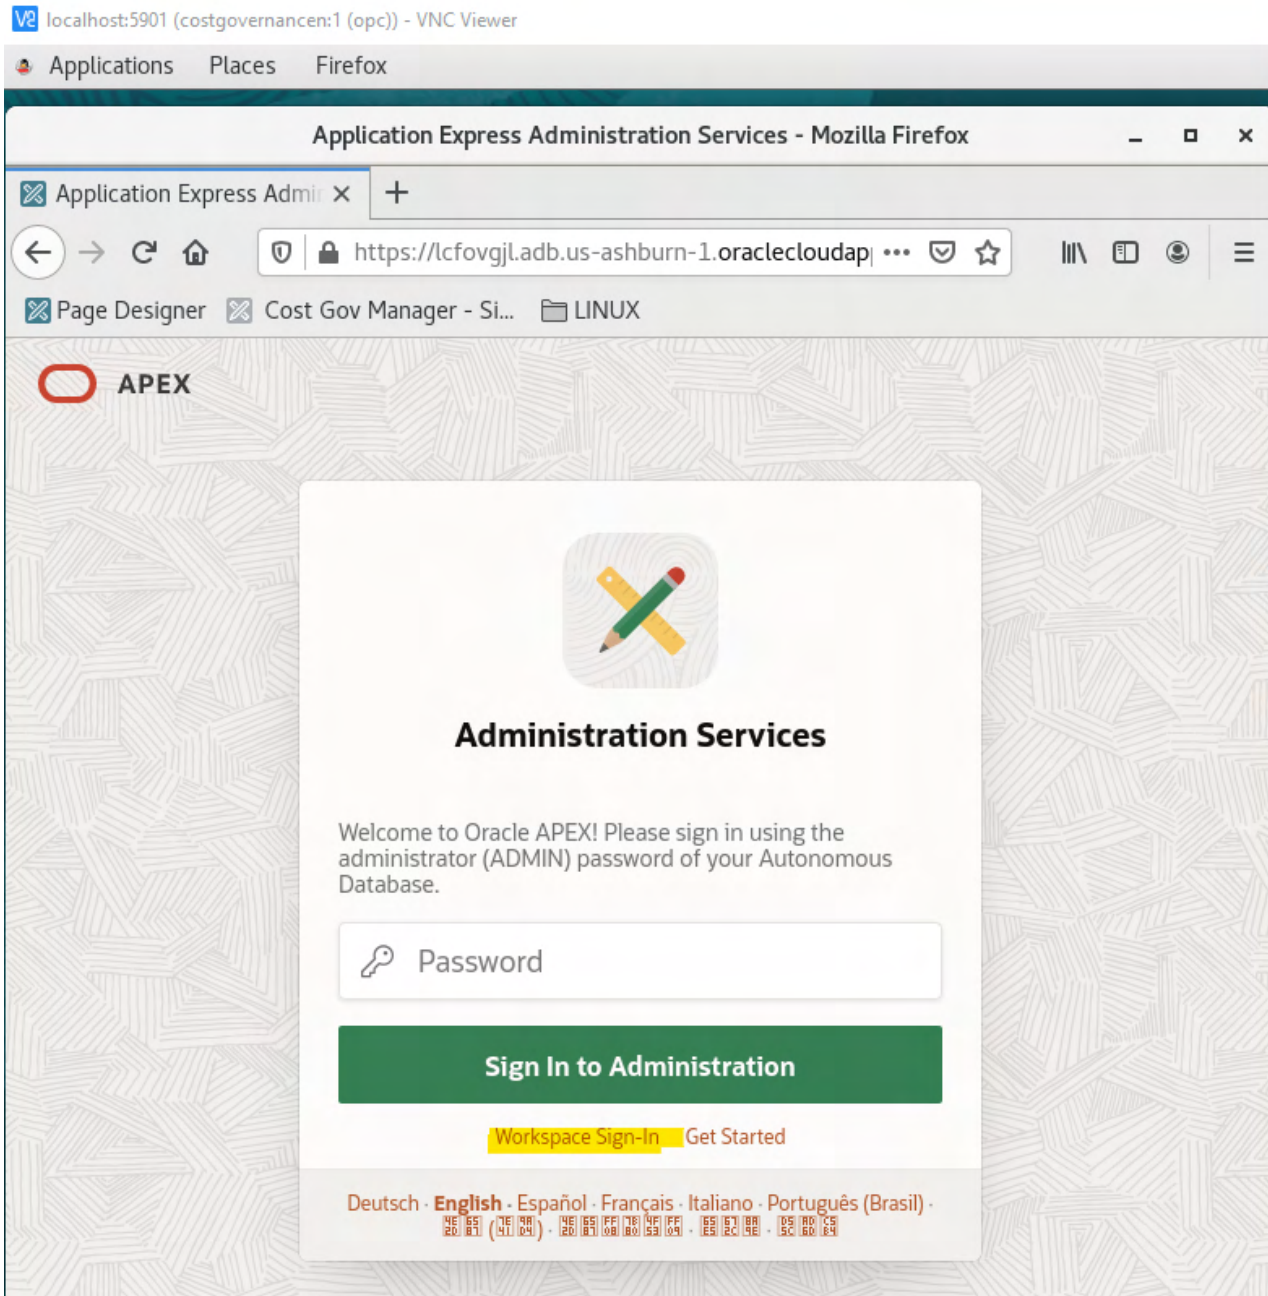 localhost:5901 (costgovernancen:1 (opc)) - VNC Viewer
Applications Places Firefox
Application Express Administration Services - Mozilla Firefox
Application Express Admi
https://lcfovgjl.adb.us-ashburn-1.oraclecloudap
Page Designer Cost Gov Manager - Si... LINUX
APEX
Administration Services
Welcome to Oracle APEX! Please sign in using the
administrator (ADMIN) password of your Autonomous
Database.
Password
Sign In to Administration
Workspace Sign-In Get Started
Deutsch · English · Español · Français · Italiano · Português (Brasil) ·